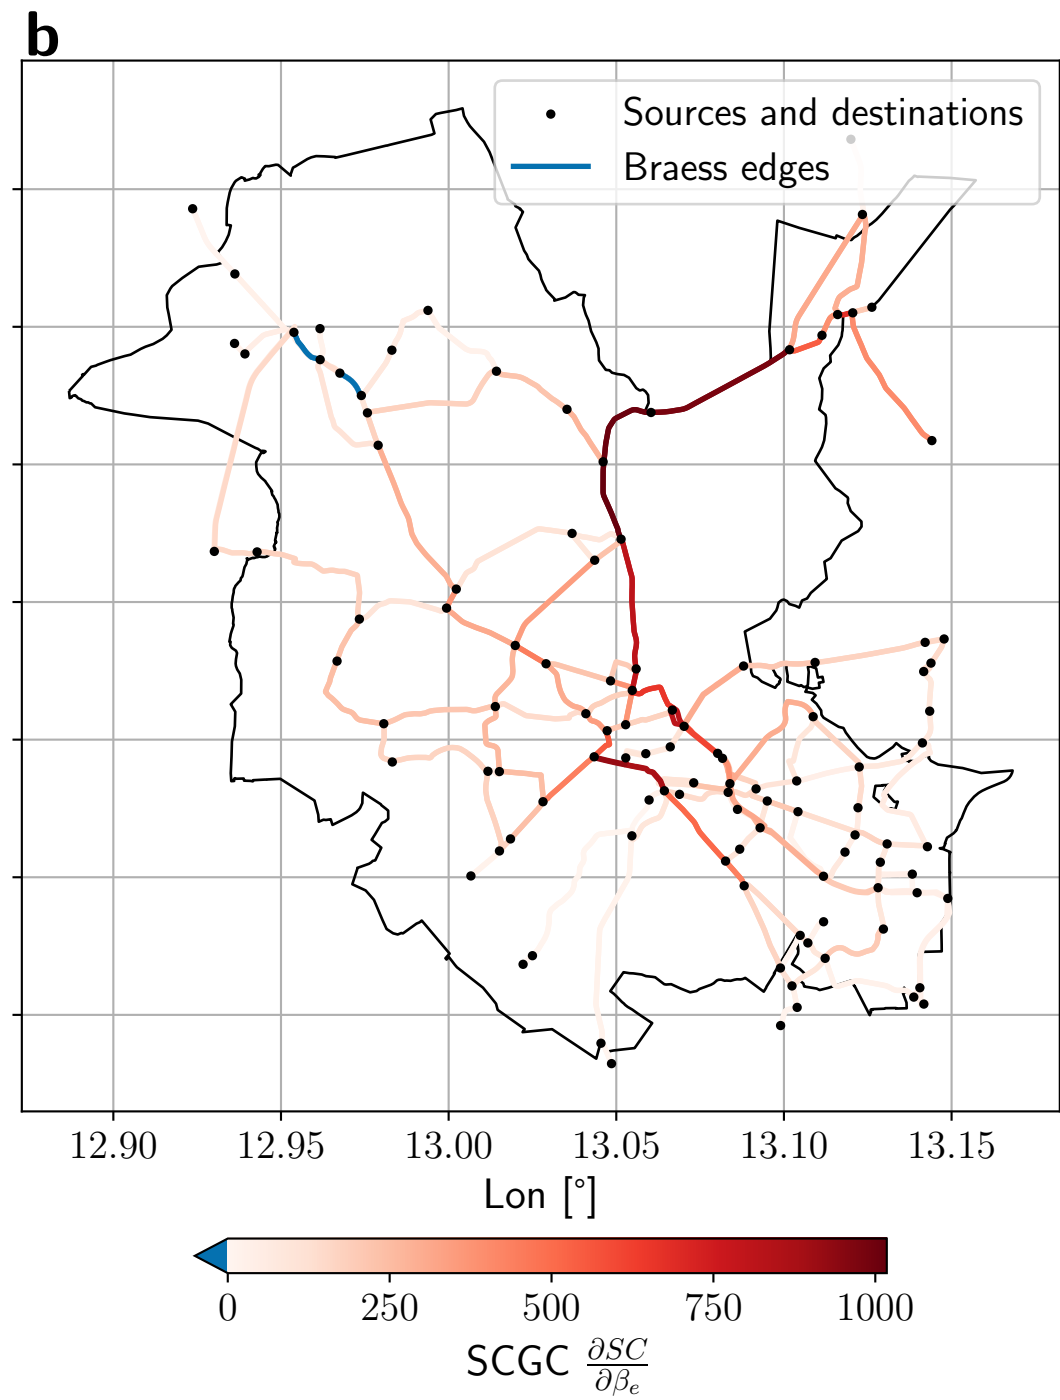 b
Sources and destinations
Braess edges
12.90 12.95 13.00 13.05 13.10 13.15
Lon [°]
0 250 500 750 1000
SCGC ∂SC/∂βₑ